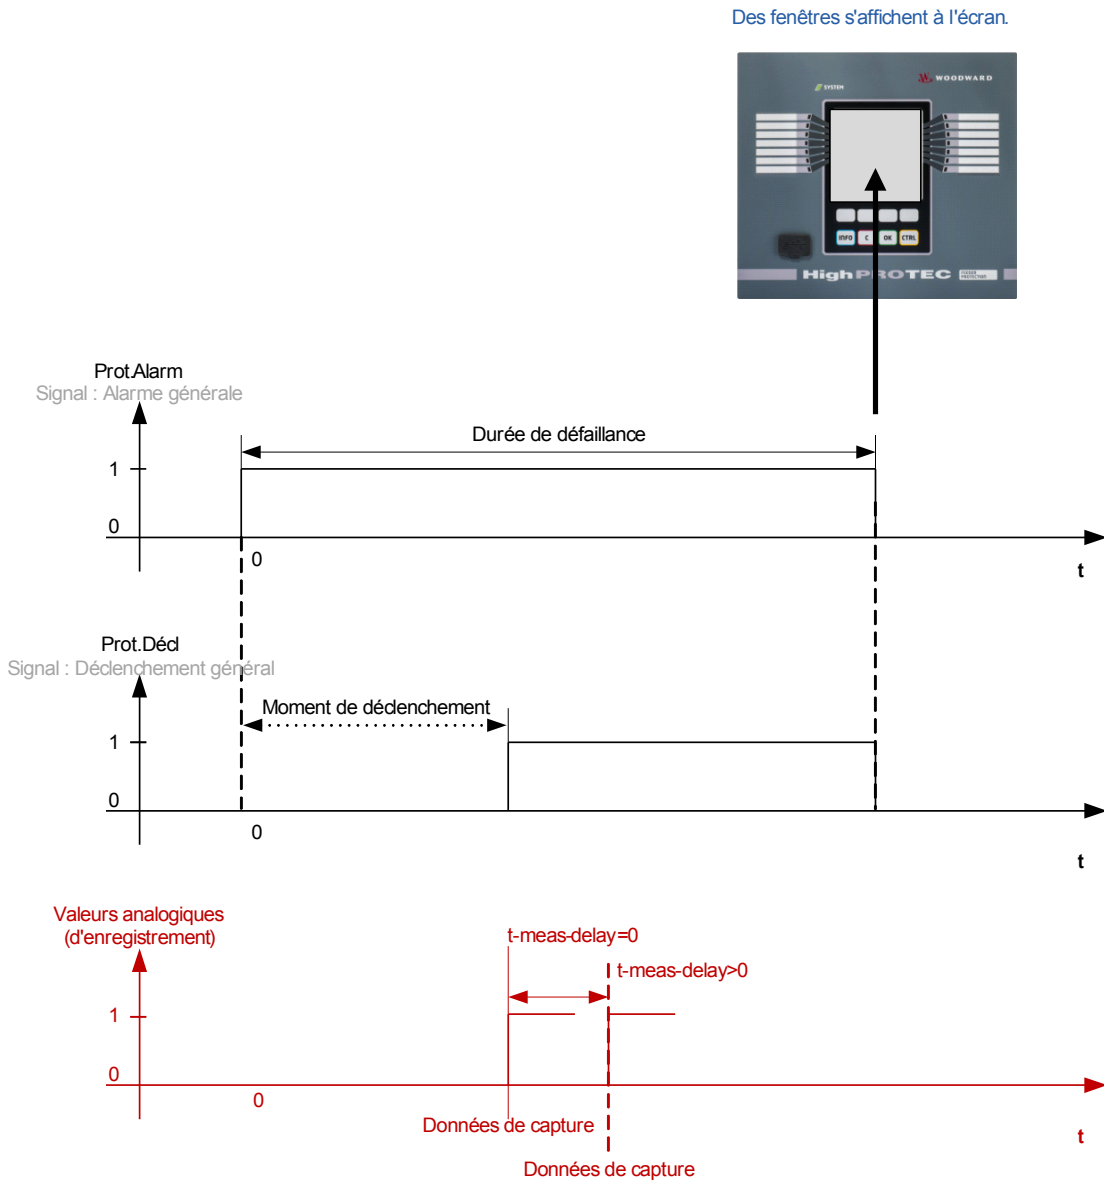 Des fenêtres s'affichent à l'écran.
WOODWARD
SYSTEM
INFO C OK CTRL
HighPROTEC
FEEDER
PROTECTION
Prot.Alarm
Signal : Alarme générale
Durée de défaillance
1
0
0
t
Prot.Décl
Signal : Déclenchement général
Moment de déclenchement
1
0
0
t
Valeurs analogiques
(d'enregistrement)
t-meas-delay=0
t-meas-delay>0
1
0
0
Données de capture
t
Données de capture